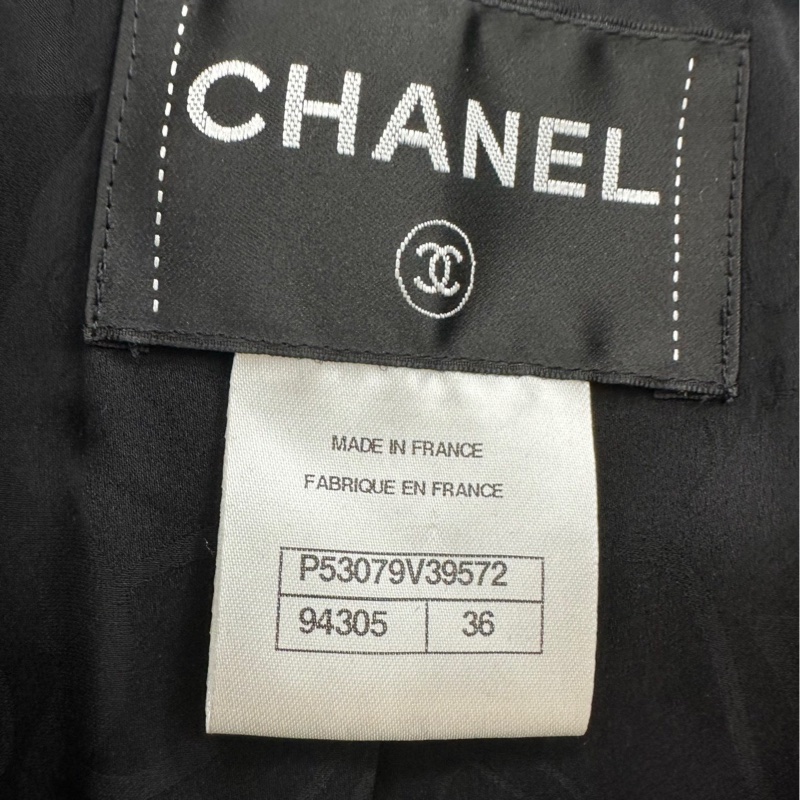 CHANEL
MADE IN FRANCE
FABRIQUE EN FRANCE
P53079V39572
94305 36